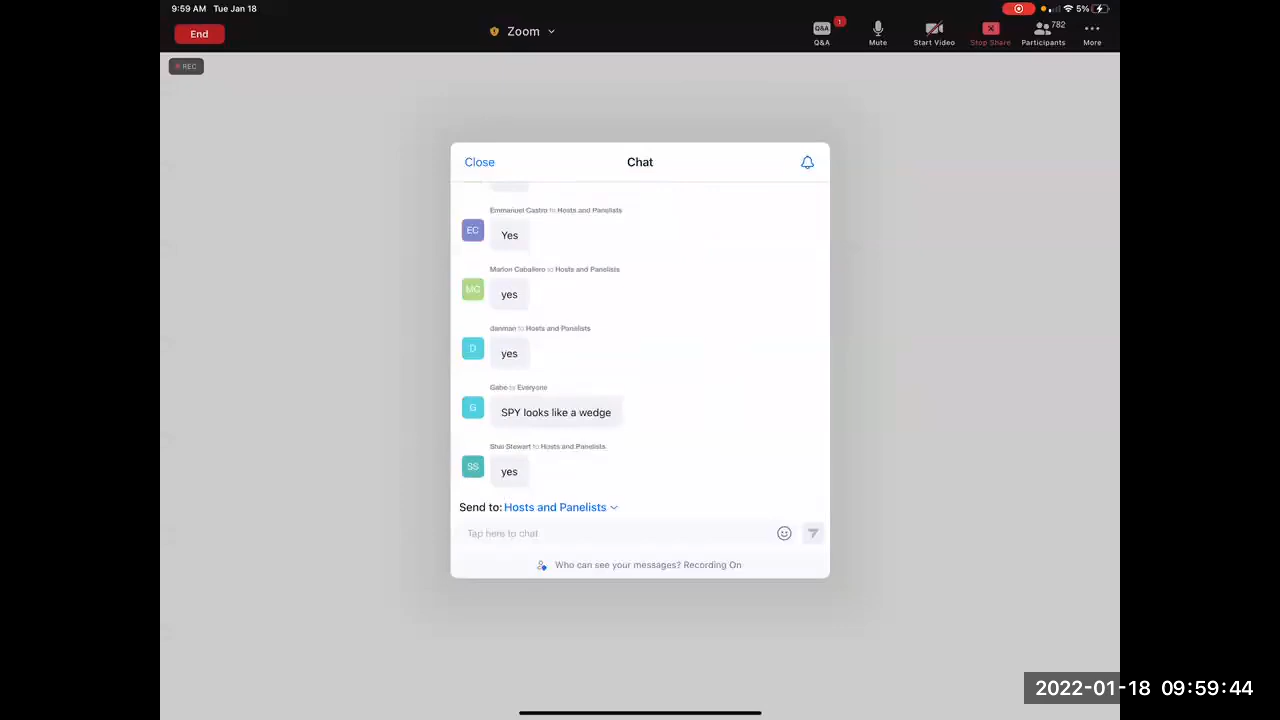 9:59 AM Tue Jan 18
5%
End
Zoom
Q&A
1
Q&A
Mute
Start Video
Stop Share
782
Participants
More
REC
Close
Chat
Emmanuel Castro to Hosts and Panelists
EC
Yes
Marion Caballero to Hosts and Panelists
MC
yes
danman to Hosts and Panelists
D
yes
Gabe to Everyone
G
SPY looks like a wedge
Shai Stewart to Hosts and Panelists
SS
yes
Send to: Hosts and Panelists
Tap here to chat
Who can see your messages? Recording On
2022-01-18 09:59:44